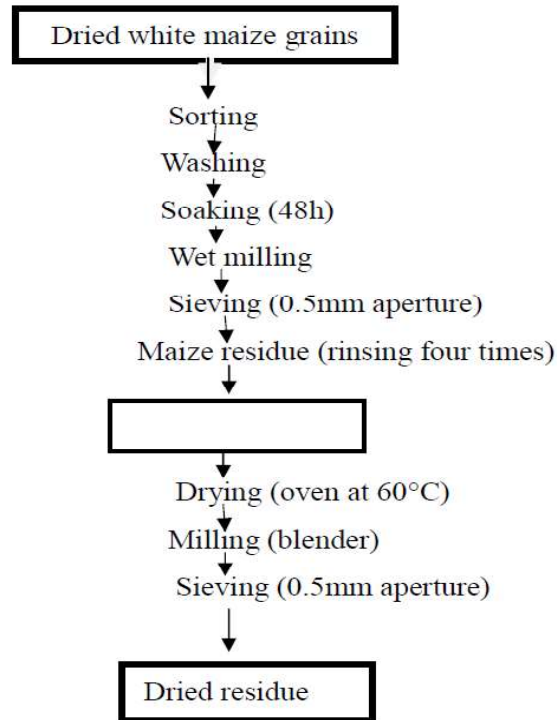 Dried white maize grains
Sorting
Washing
Soaking (48h)
Wet milling
Sieving (0.5mm aperture)
Maize residue (rinsing four times)
Drying (oven at 60°C)
Milling (blender)
Sieving (0.5mm aperture)
Dried residue